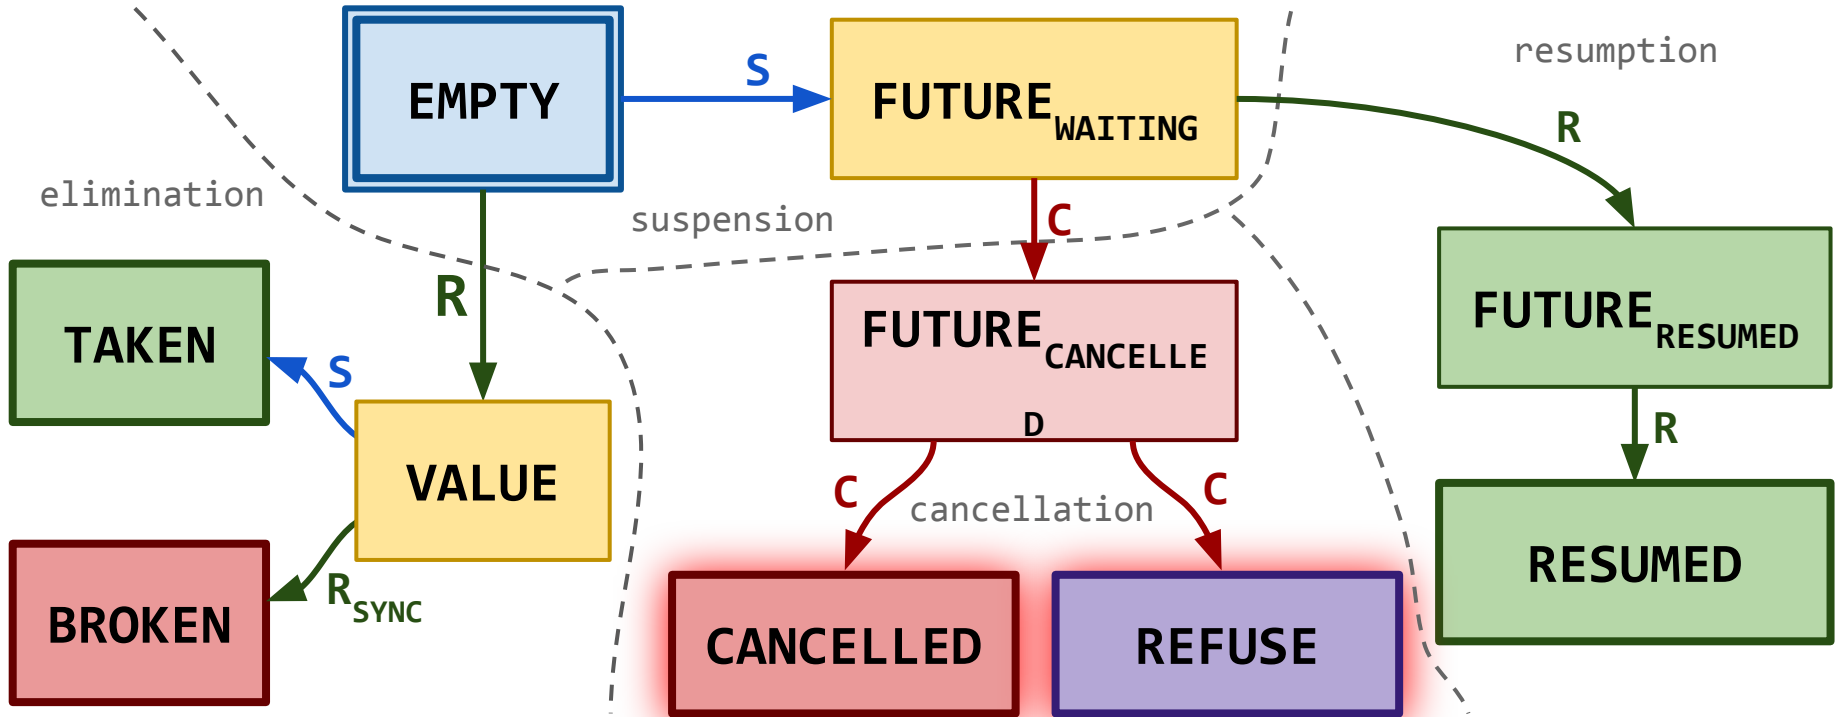 EMPTY
S
FUTURE WAITING
resumption
R
elimination
suspension
C
R
TAKEN
S
FUTURE CANCELLE
D
FUTURE RESUMED
R
VALUE
C
cancellation
C
BROKEN
R SYNC
CANCELLED
REFUSE
RESUMED